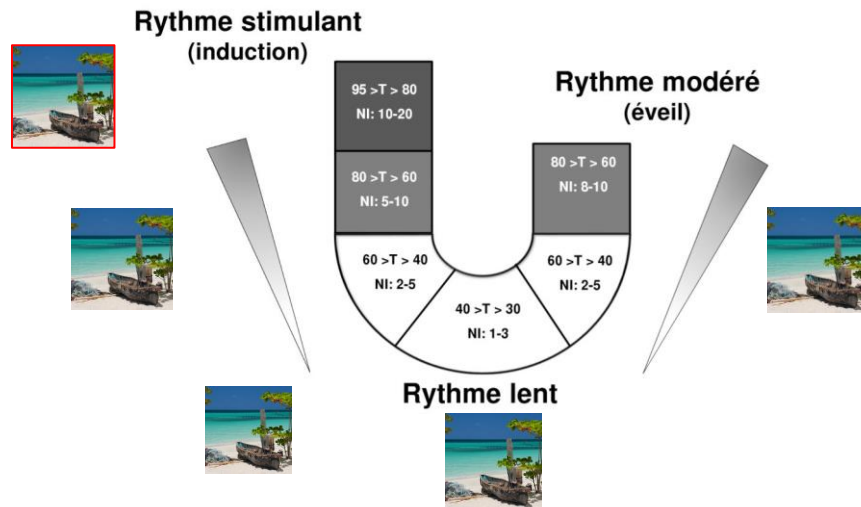 Rythme stimulant
(induction)
95 >T > 80
NI: 10-20
80 >T > 60
NI: 5-10
60 >T > 40
NI: 2-5
40 >T > 30
NI: 1-3
60 >T > 40
NI: 2-5
80 >T > 60
NI: 8-10
Rythme modéré
(éveil)
Rythme lent